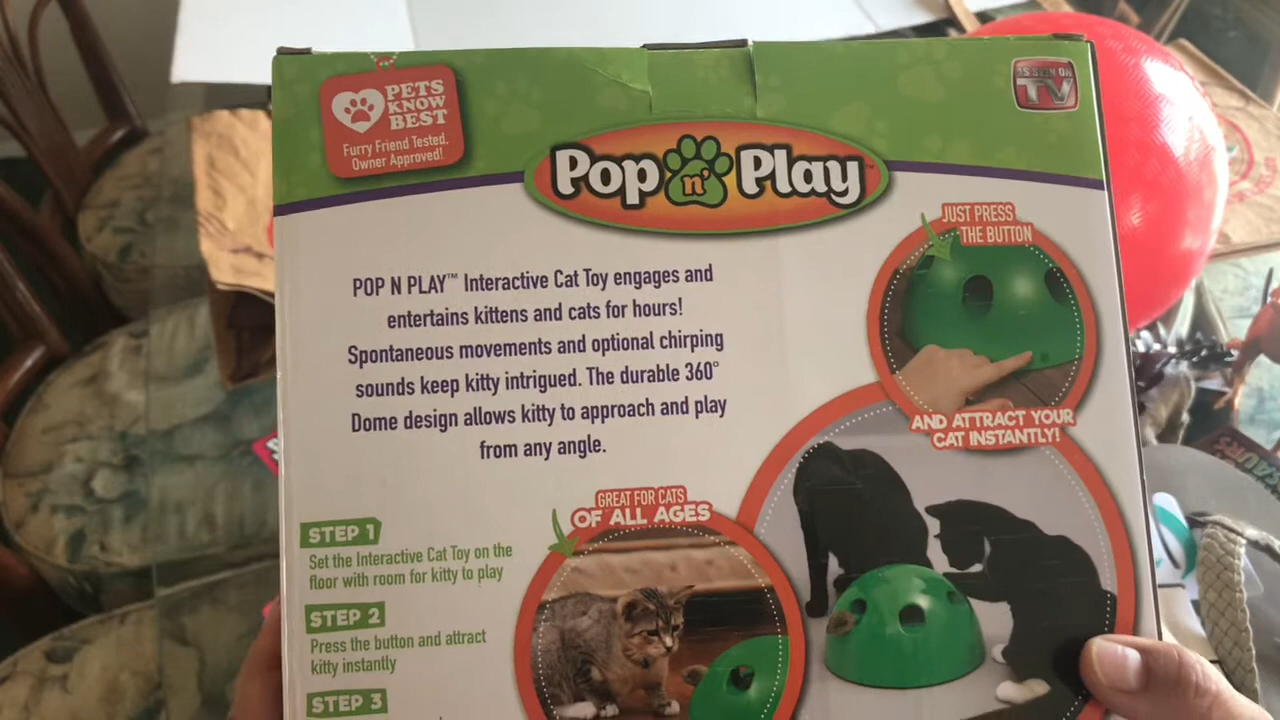 PETS
KNOW
BEST
Furry Friend Tested,
Owner Approved!
AS SEEN ON
TV
Pop n' Play™
JUST PRESS
THE BUTTON
POP N PLAY™ Interactive Cat Toy engages and
entertains kittens and cats for hours!
Spontaneous movements and optional chirping
sounds keep kitty intrigued. The durable 360°
Dome design allows kitty to approach and play
from any angle.
AND ATTRACT YOUR
CAT INSTANTLY!
GREAT FOR CATS
OF ALL AGES
STEP 1
Set the Interactive Cat Toy on the
floor with room for kitty to play
STEP 2
Press the button and attract
kitty instantly
STEP 3